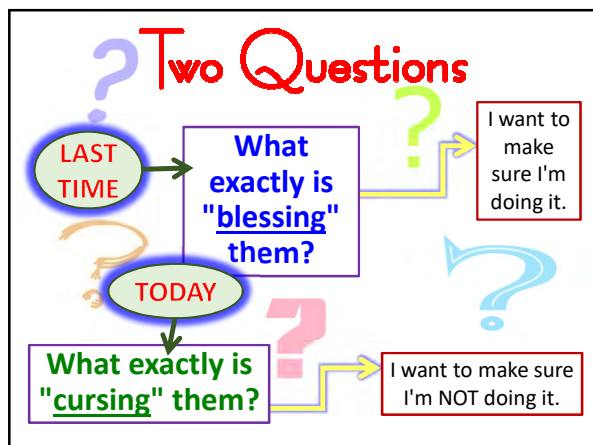 Two Questions
LAST
TIME
What
exactly is
"blessing"
them?
I want to
make
sure I'm
doing it.
TODAY
What exactly is
"cursing" them?
I want to make sure
I'm NOT doing it.